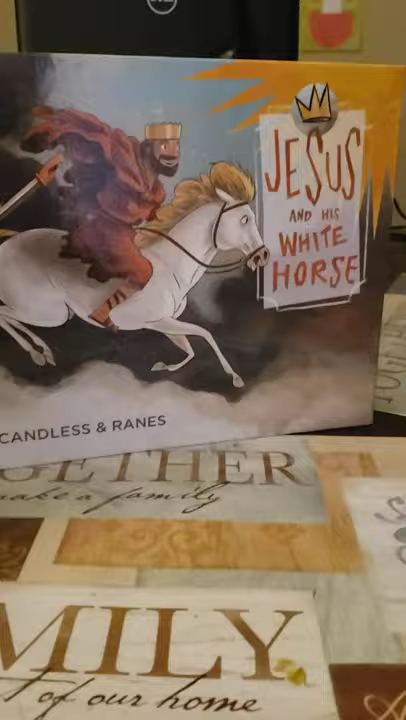 JESUS
AND HIS
WHITE
HORSE
CANDLESS & RANES
GETHER
make a family
MILY
of our home